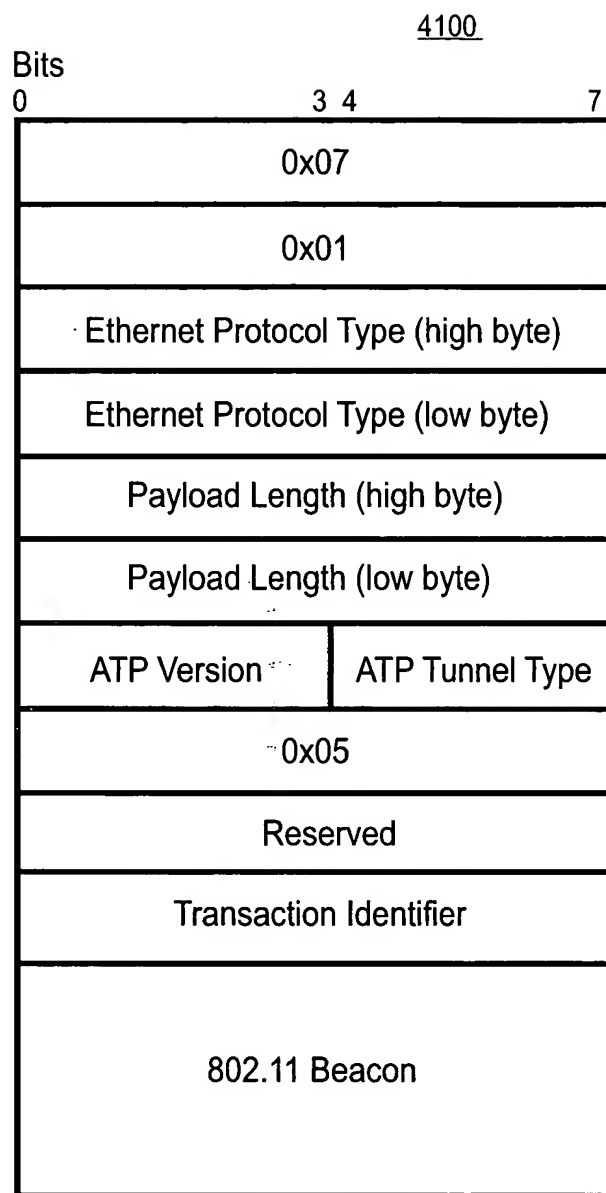 4100
Bits
0 3 4 7
0x07
0x01
Ethernet Protocol Type (high byte)
Ethernet Protocol Type (low byte)
Payload Length (high byte)
Payload Length (low byte)
ATP Version ATP Tunnel Type
0x05
Reserved
Transaction Identifier
802.11 Beacon